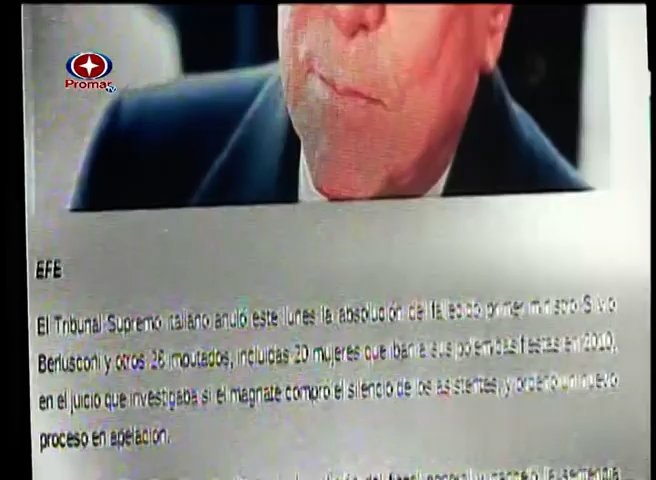 Promar tv
EFE
El Tribunal Supremo italiano anuló este lunes la absolución del fallecido primer ministro Silvio
Berlusconi y otros 26 imputados, incluidas 20 mujeres que iban a sus polémicas fiestas en 2010,
en el juicio que investigaba si el magnate compró el silencio de los asistentes, y ordenó un nuevo
proceso en apelación.